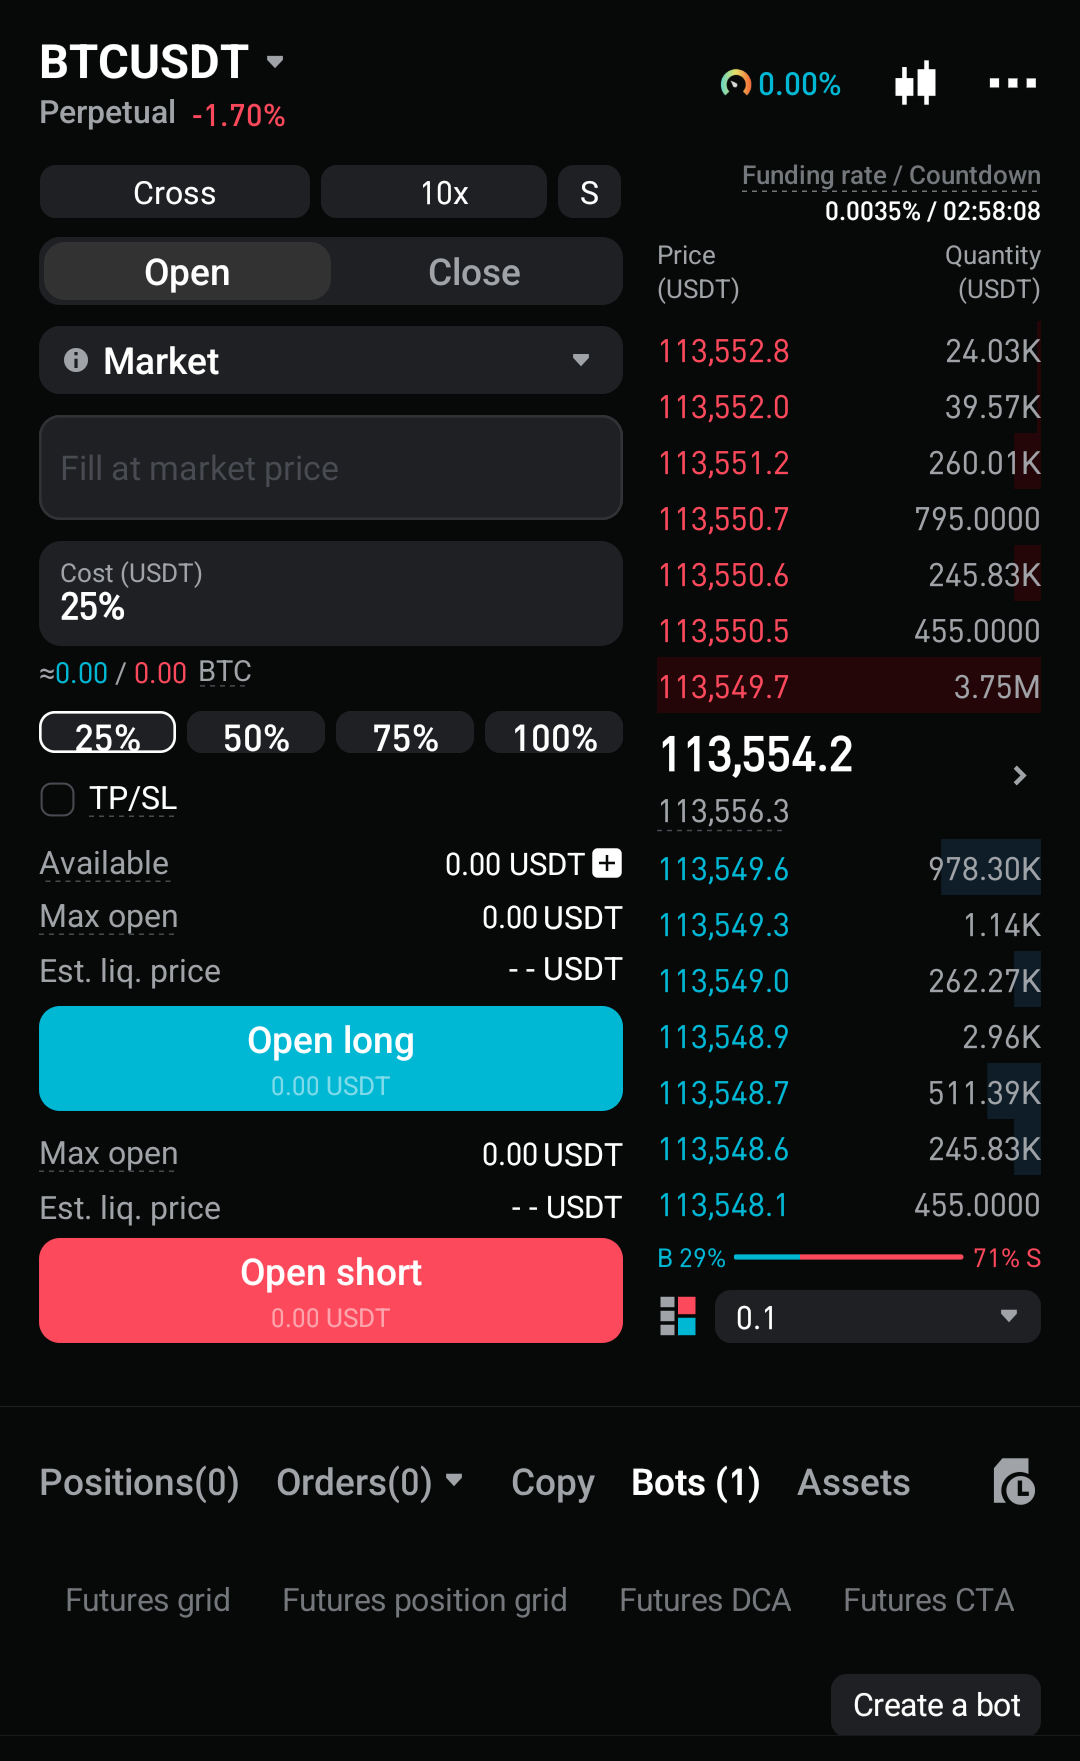 BTCUSDT
Perpetual -1.70%
0.00%
Cross 10x S
Open Close
Market
Fill at market price
Cost (USDT)
25%
≈0.00 / 0.00 BTC
25% 50% 75% 100%
TP/SL
Available 0.00 USDT
Max open 0.00 USDT
Est. liq. price -- USDT
Open long
0.00 USDT
Max open 0.00 USDT
Est. liq. price -- USDT
Open short
0.00 USDT
Funding rate / Countdown
0.0035% / 02:58:08
Price Quantity
(USDT) (USDT)
113,552.8 24.03K
113,552.0 39.57K
113,551.2 260.01K
113,550.7 795.0000
113,550.6 245.83K
113,550.5 455.0000
113,549.7 3.75M
113,554.2
113,556.3
113,549.6 978.30K
113,549.3 1.14K
113,549.0 262.27K
113,548.9 2.96K
113,548.7 511.39K
113,548.6 245.83K
113,548.1 455.0000
B 29% 71% S
0.1
Positions(0) Orders(0) Copy Bots (1) Assets
Futures grid Futures position grid Futures DCA Futures CTA
Create a bot